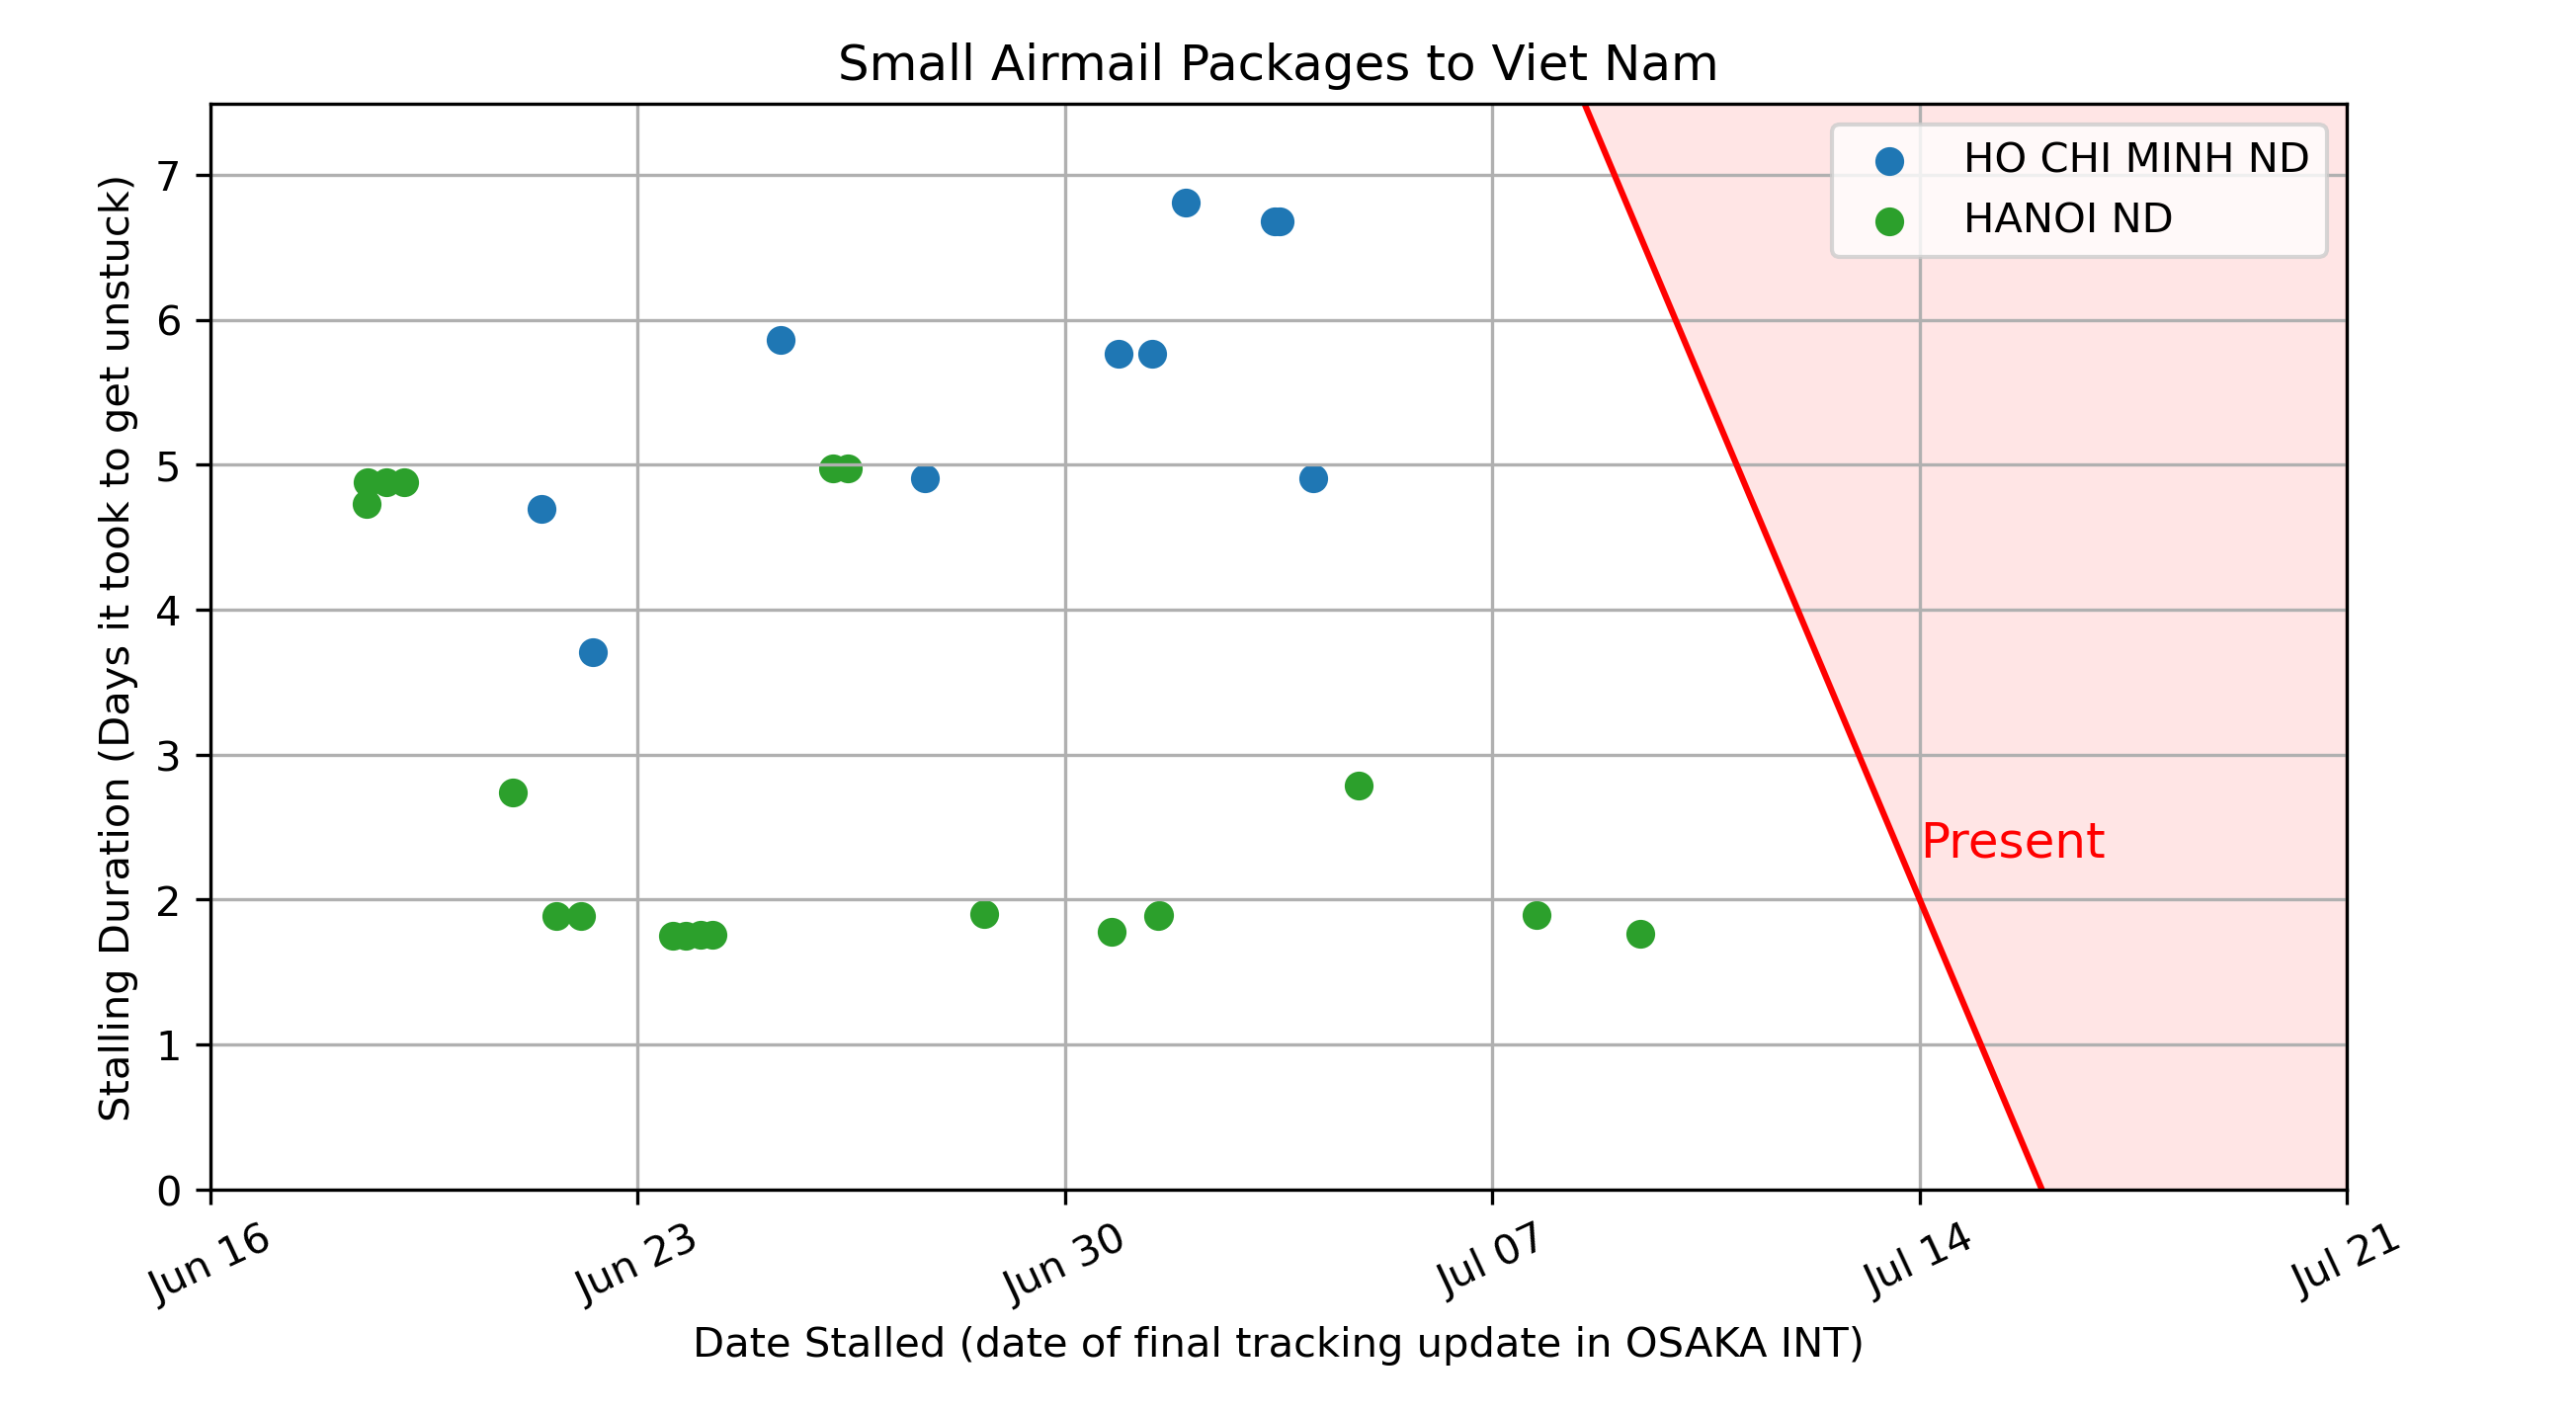 Small Airmail Packages to Viet Nam
HO CHI MINH ND
HANOI ND
Present
Stalling Duration (Days it took to get unstuck)
7
6
5
4
3
2
1
0
Jun 16
Jun 23
Jun 30
Jul 07
Jul 14
Jul 21
Date Stalled (date of final tracking update in OSAKA INT)